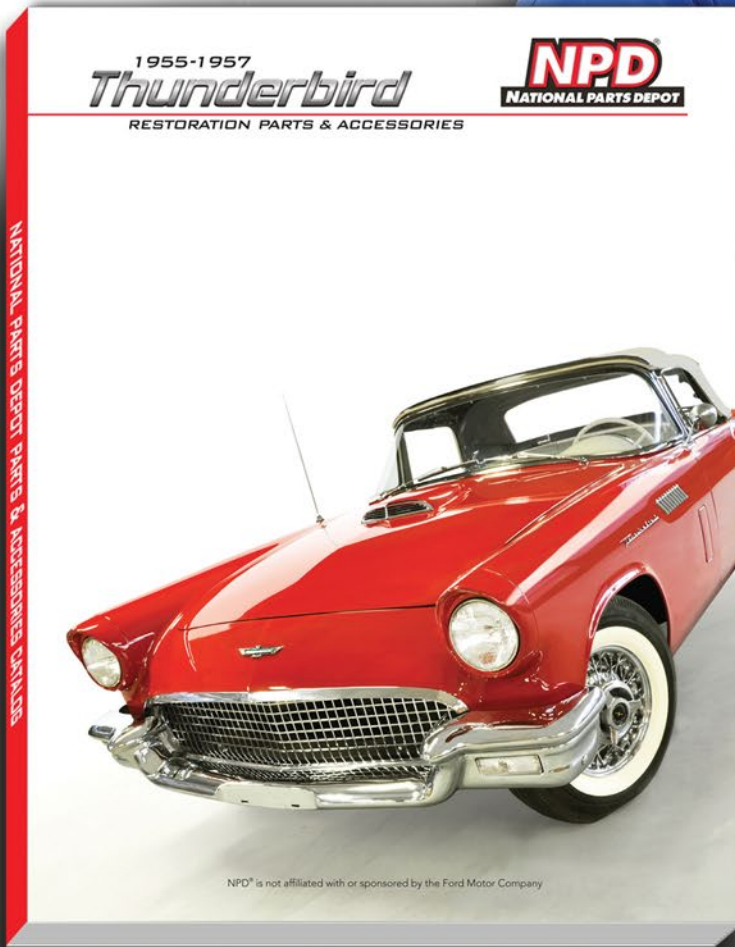 1955-1957
Thunderbird
RESTORATION PARTS & ACCESSORIES
NPD®
NATIONAL PARTS DEPOT
NATIONAL PARTS DEPOT PARTS & ACCESSORIES CATALOG
Thunderbird
NPD® is not affiliated with or sponsored by the Ford Motor Company